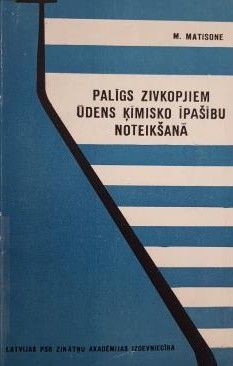 M. MATISONE
PALĪGS ZIVKOPJIEM
ŪDENS ĶĪMISKO ĪPAŠĪBU
NOTEIKŠANĀ
LATVIJAS PSR ZINĀTŅU AKADĒMIJAS IZDEVNIECĪBA